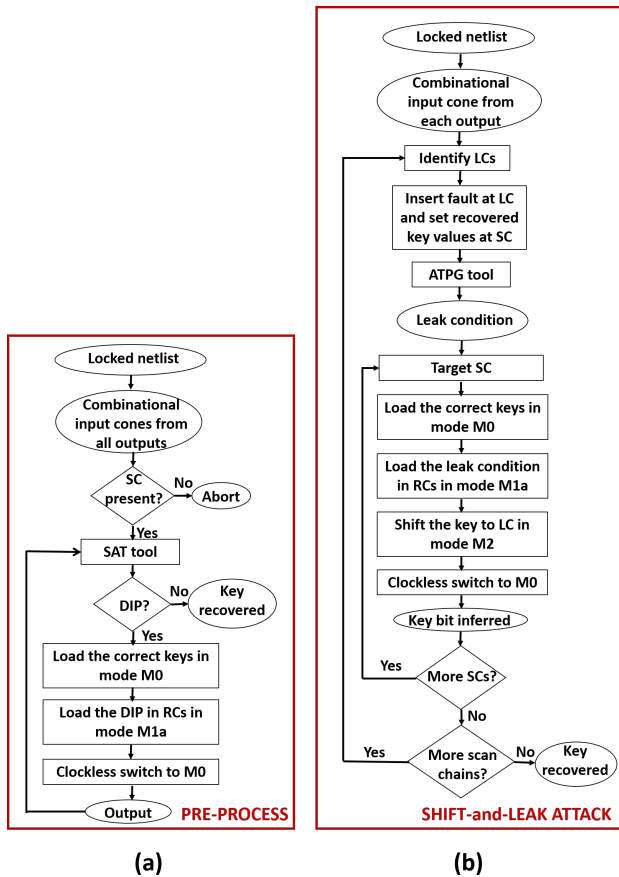 Locked netlist
Combinational
input cones from
all outputs
SC
present?
No
Abort
Yes
SAT tool
DIP?
No
Key
recovered
Yes
Load the correct keys in
mode M0
Load the DIP in RCs in
mode M1a
Clockless switch to M0
Output
PRE-PROCESS
(a)
Locked netlist
Combinational
input cone from
each output
Identify LCs
Insert fault at LC
and set recovered
key values at SC
ATPG tool
Leak condition
Target SC
Load the correct keys in
mode M0
Load the leak condition
in RCs in mode M1a
Shift the key to LC in
mode M2
Clockless switch to M0
Key bit inferred
Yes
More SCs?
No
Yes
More scan
chains?
No
Key
recovered
SHIFT-and-LEAK ATTACK
(b)